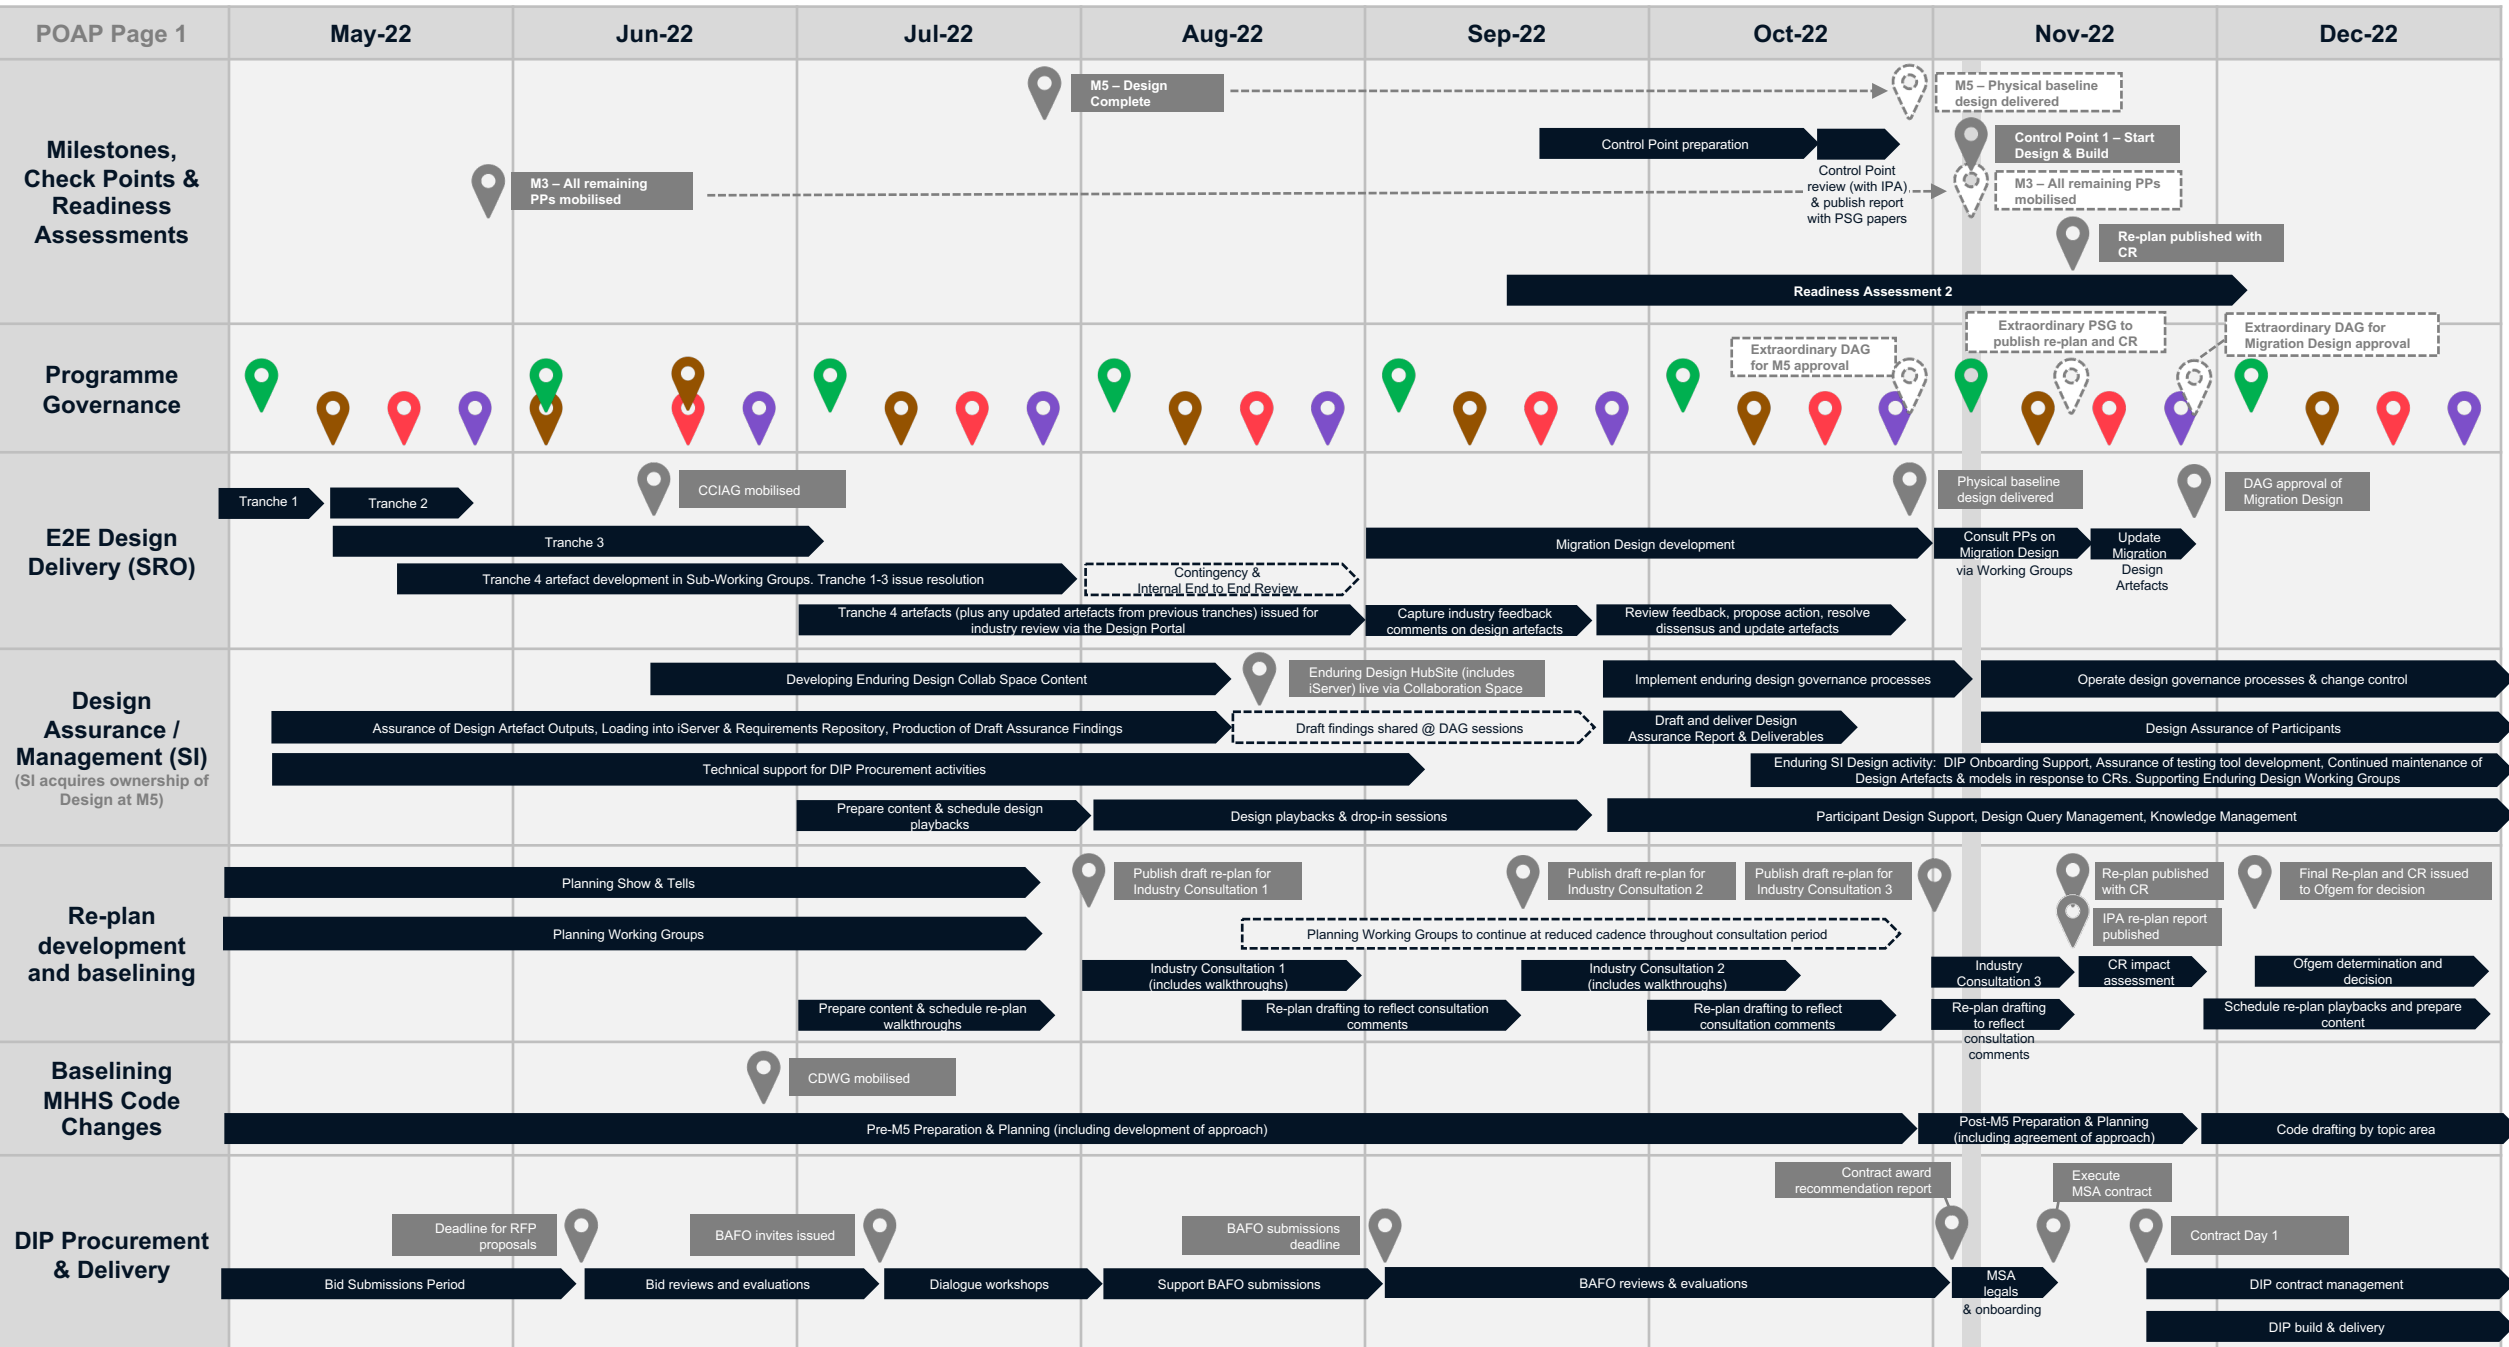 POAP Page 1
May-22
Jun-22
Jul-22
Aug-22
Sep-22
Oct-22
Nov-22
Dec-22
Milestones,
Check Points &
Readiness
Assessments
M5 – Design
Complete
M5 – Physical baseline
design delivered
Control Point preparation
Control Point
review (with IPA)
& publish report
with PSG papers
Control Point 1 – Start
Design & Build
M3 – All remaining
PPs mobilised
M3 – All remaining PPs
mobilised
Re-plan published with
CR
Readiness Assessment 2
Programme
Governance
Extraordinary DAG
for M5 approval
Extraordinary PSG to
publish re-plan and CR
Extraordinary DAG for
Migration Design approval
E2E Design
Delivery (SRO)
Tranche 1
Tranche 2
CCIAG mobilised
Physical baseline
design delivered
DAG approval of
Migration Design
Tranche 3
Migration Design development
Consult PPs on
Migration Design
via Working Groups
Update
Migration
Design
Artefacts
Tranche 4 artefact development in Sub-Working Groups. Tranche 1-3 issue resolution
Contingency &
Internal End to End Review
Tranche 4 artefacts (plus any updated artefacts from previous tranches) issued for
industry review via the Design Portal
Capture industry feedback
comments on design artefacts
Review feedback, propose action, resolve
dissensus and update artefacts
Design
Assurance /
Management (SI)
(SI acquires ownership of
Design at M5)
Developing Enduring Design Collab Space Content
Enduring Design HubSite (includes
iServer) live via Collaboration Space
Implement enduring design governance processes
Operate design governance processes & change control
Assurance of Design Artefact Outputs, Loading into iServer & Requirements Repository, Production of Draft Assurance Findings
Draft findings shared @ DAG sessions
Draft and deliver Design
Assurance Report & Deliverables
Design Assurance of Participants
Technical support for DIP Procurement activities
Enduring SI Design activity:  DIP Onboarding Support, Assurance of testing tool development, Continued maintenance of
Design Artefacts & models in response to CRs. Supporting Enduring Design Working Groups
Prepare content & schedule design
playbacks
Design playbacks & drop-in sessions
Participant Design Support, Design Query Management, Knowledge Management
Re-plan
development
and baselining
Planning Show & Tells
Publish draft re-plan for
Industry Consultation 1
Publish draft re-plan for
Industry Consultation 2
Publish draft re-plan for
Industry Consultation 3
Re-plan published
with CR
Final Re-plan and CR issued
to Ofgem for decision
Planning Working Groups
Planning Working Groups to continue at reduced cadence throughout consultation period
IPA re-plan report
published
Industry Consultation 1
(includes walkthroughs)
Industry Consultation 2
(includes walkthroughs)
Industry
Consultation 3
CR impact
assessment
Ofgem determination and
decision
Prepare content & schedule re-plan
walkthroughs
Re-plan drafting to reflect consultation
comments
Re-plan drafting to reflect
consultation comments
Re-plan drafting
to reflect
consultation
comments
Schedule re-plan playbacks and prepare
content
Baselining
MHHS Code
Changes
CDWG mobilised
Pre-M5 Preparation & Planning (including development of approach)
Post-M5 Preparation & Planning
(including agreement of approach)
Code drafting by topic area
DIP Procurement
& Delivery
Contract award
recommendation report
Execute
MSA contract
Deadline for RFP
proposals
BAFO invites issued
BAFO submissions
deadline
Contract Day 1
Bid Submissions Period
Bid reviews and evaluations
Dialogue workshops
Support BAFO submissions
BAFO reviews & evaluations
MSA
legals
& onboarding
DIP contract management
DIP build & delivery